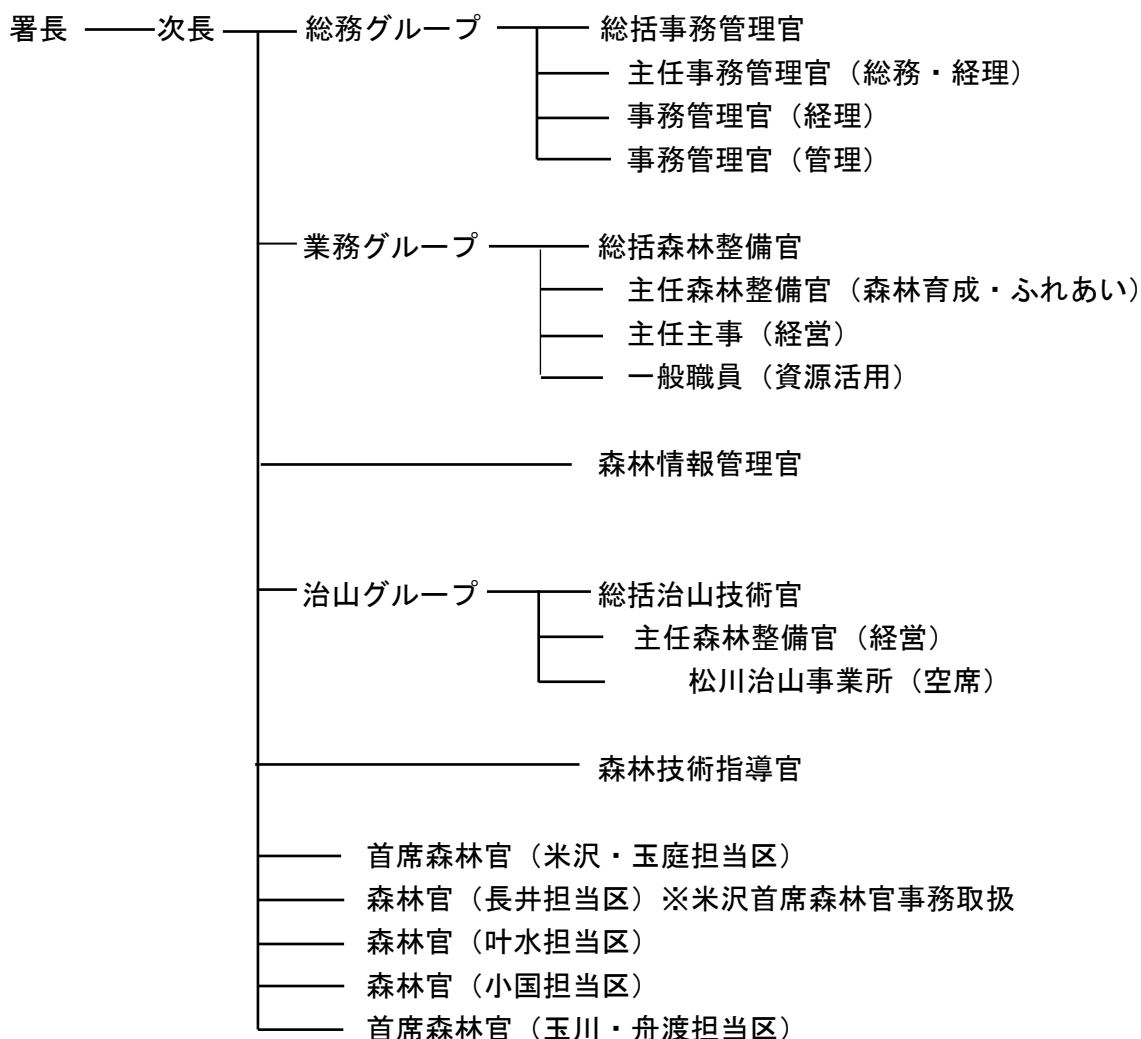 署長 次長 総務グループ 総括事務管理官
主任事務管理官（総務・経理）
事務管理官（経理）
事務管理官（管理）
業務グループ 総括森林整備官
主任森林整備官（森林育成・ふれあい）
主任主事（経営）
一般職員（資源活用）
森林情報管理官
治山グループ 総括治山技術官
主任森林整備官（経営）
松川治山事業所（空席）
森林技術指導官
首席森林官（米沢・玉庭担当区）
森林官（長井担当区）※米沢首席森林官事務取扱
森林官（叶水担当区）
森林官（小国担当区）
首席森林官（玉川・舟渡担当区）